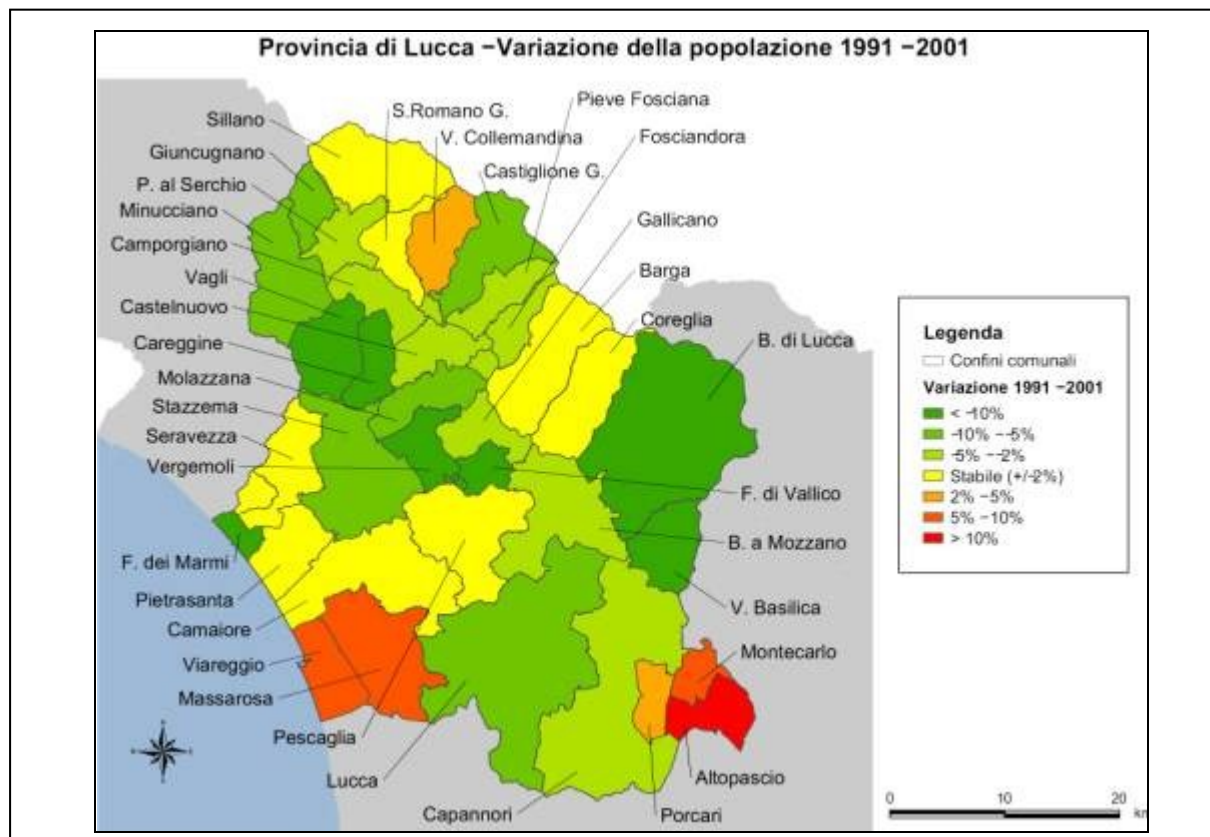 Provincia di Lucca −Variazione della popolazione 1991 −2001
Pieve Fosciana
S.Romano G.
Sillano
V. Collemandina
Fosciandora
Giuncugnano
Castiglione G.
P. al Serchio
Minucciano
Gallicano
Camporgiano
Barga
Vagli
Castelnuovo
Coreglia
Careggine
B. di Lucca
Molazzana
Stazzema
Seravezza
Vergemoli
F. di Vallico
B. a Mozzano
F. dei Marmi
Pietrasanta
V. Basilica
Camaiore
Montecarlo
Viareggio
Massarosa
Pescaglia
Lucca
Altopascio
Capannori
Porcari
Legenda
Confini comunali
Variazione 1991 −2001
< -10%
-10% −-5%
-5% −-2%
Stabile (+/-2%)
2% −5%
5% −10%
> 10%
0 10 20
km